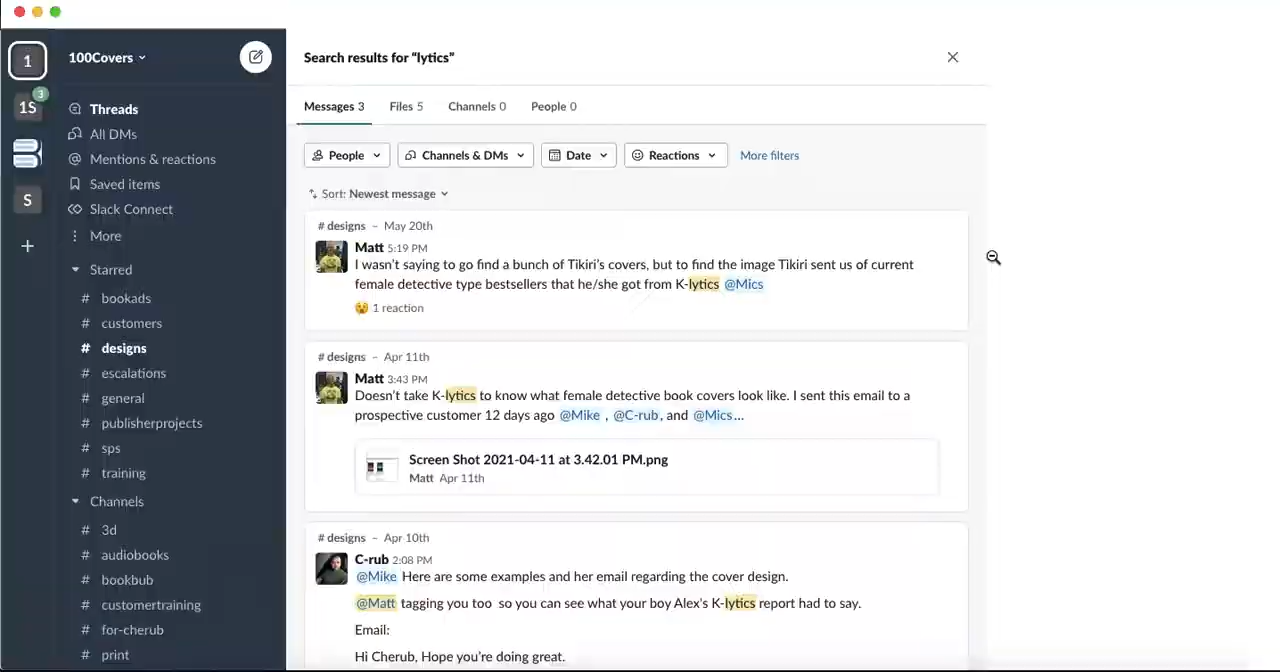 1
1S
3
S
+
100Covers
Threads
All DMs
Mentions & reactions
Saved items
Slack Connect
More
Starred
# bookads
# customers
# designs
# escalations
# general
# publisherprojects
# sps
# training
Channels
# 3d
# audiobooks
# bookbub
# customertraining
# for-cherub
# print
Search results for “lytics”
Messages 3 Files 5 Channels 0 People 0
People Channels & DMs Date Reactions More filters
Sort: Newest message
# designs – May 20th
Matt 5:19 PM
I wasn’t saying to go find a bunch of Tikiri’s covers, but to find the image Tikiri sent us of current
female detective type bestsellers that he/she got from K-lytics @Mics
1 reaction
# designs – Apr 11th
Matt 3:43 PM
Doesn’t take K-lytics to know what female detective book covers look like. I sent this email to a
prospective customer 12 days ago @Mike , @C-rub, and @Mics...
Screen Shot 2021-04-11 at 3.42.01 PM.png
Matt Apr 11th
# designs – Apr 10th
C-rub 2:08 PM
@Mike Here are some examples and her email regarding the cover design.
@Matt tagging you too so you can see what your boy Alex’s K-lytics report had to say.
Email:
Hi Cherub, Hope you’re doing great.